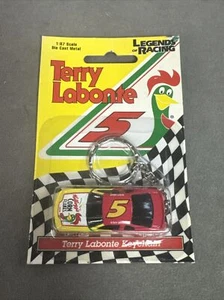 1:87 Scale
Die Cast Metal
LEGENDS OF
RACING
Terry
Labonte
5
5
Terry Labonte Keychain